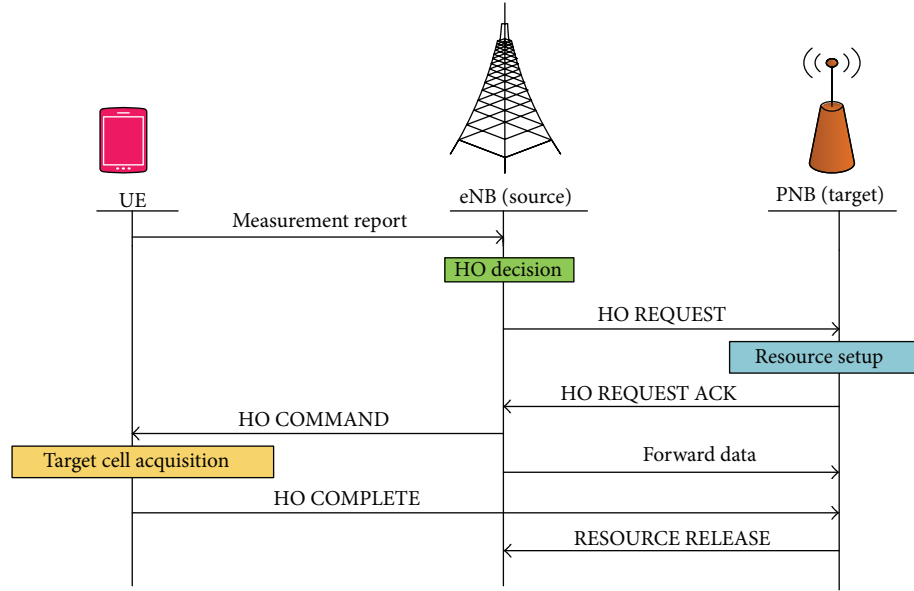 UE
eNB (source)
PNB (target)
Measurement report
HO decision
HO REQUEST
Resource setup
HO REQUEST ACK
HO COMMAND
Target cell acquisition
Forward data
HO COMPLETE
RESOURCE RELEASE